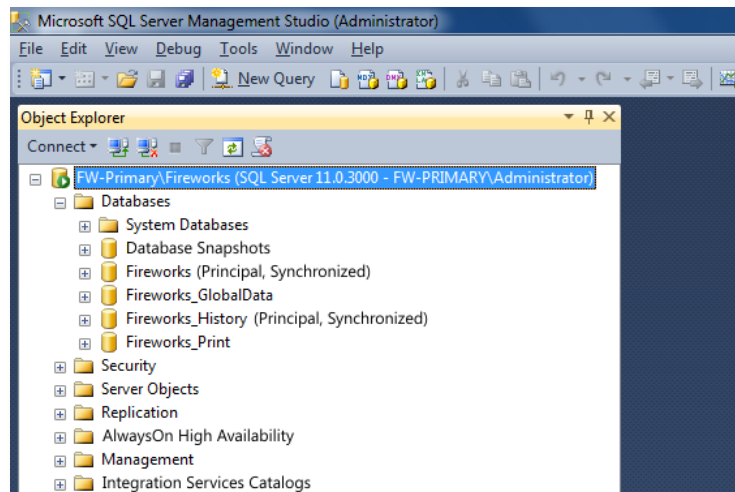 Microsoft SQL Server Management Studio (Administrator)
File Edit View Debug Tools Window Help
New Query
Object Explorer
Connect
FW-Primary\Fireworks (SQL Server 11.0.3000 - FW-PRIMARY\Administrator)
Databases
System Databases
Database Snapshots
Fireworks (Principal, Synchronized)
Fireworks_GlobalData
Fireworks_History (Principal, Synchronized)
Fireworks_Print
Security
Server Objects
Replication
AlwaysOn High Availability
Management
Integration Services Catalogs